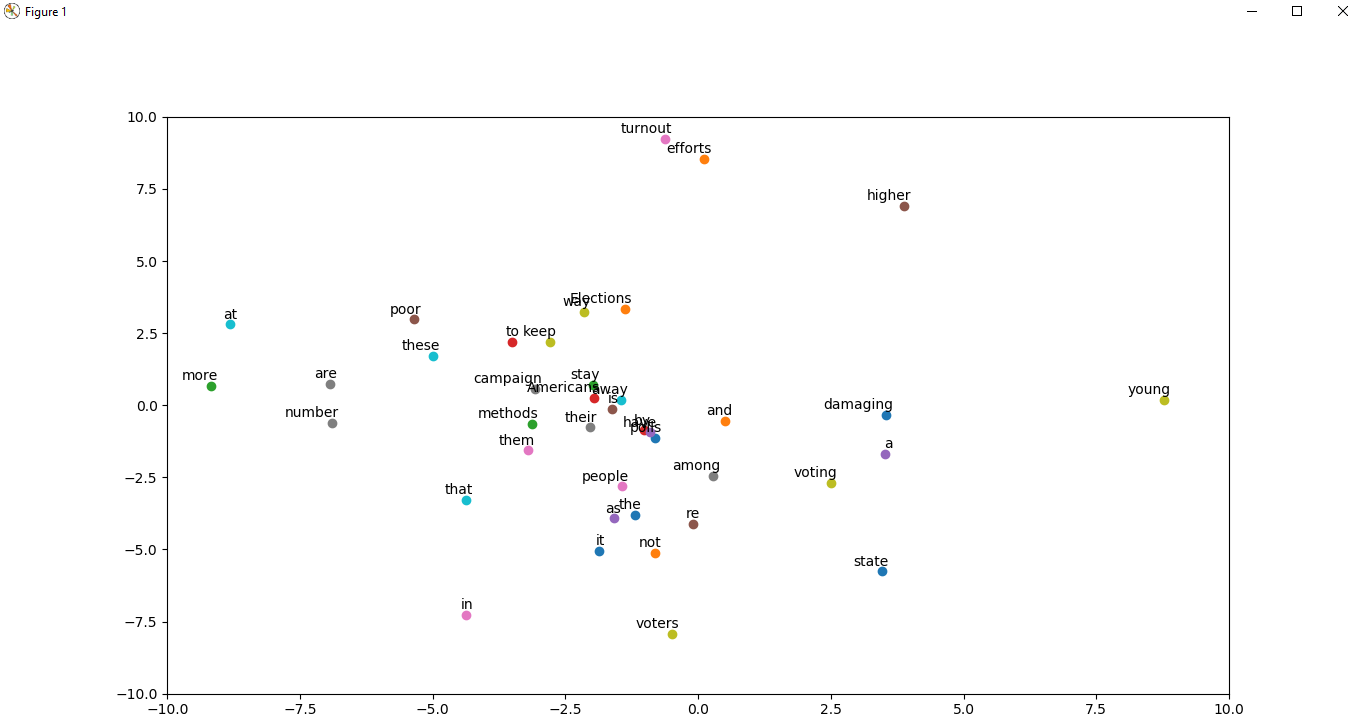 Figure 1
10.0
turnout
efforts
7.5
higher
5.0
way
Elections
at
poor
2.5
to
keep
these
more
are
campaign
stay
Americans
away
is
young
0.0
number
methods
their
by
have
polls
and
damaging
them
a
−2.5
people
among
voting
that
as
the
re
−5.0
it
not
state
in
−7.5
voters
−10.0
−10.0 −7.5 −5.0 −2.5 0.0 2.5 5.0 7.5 10.0